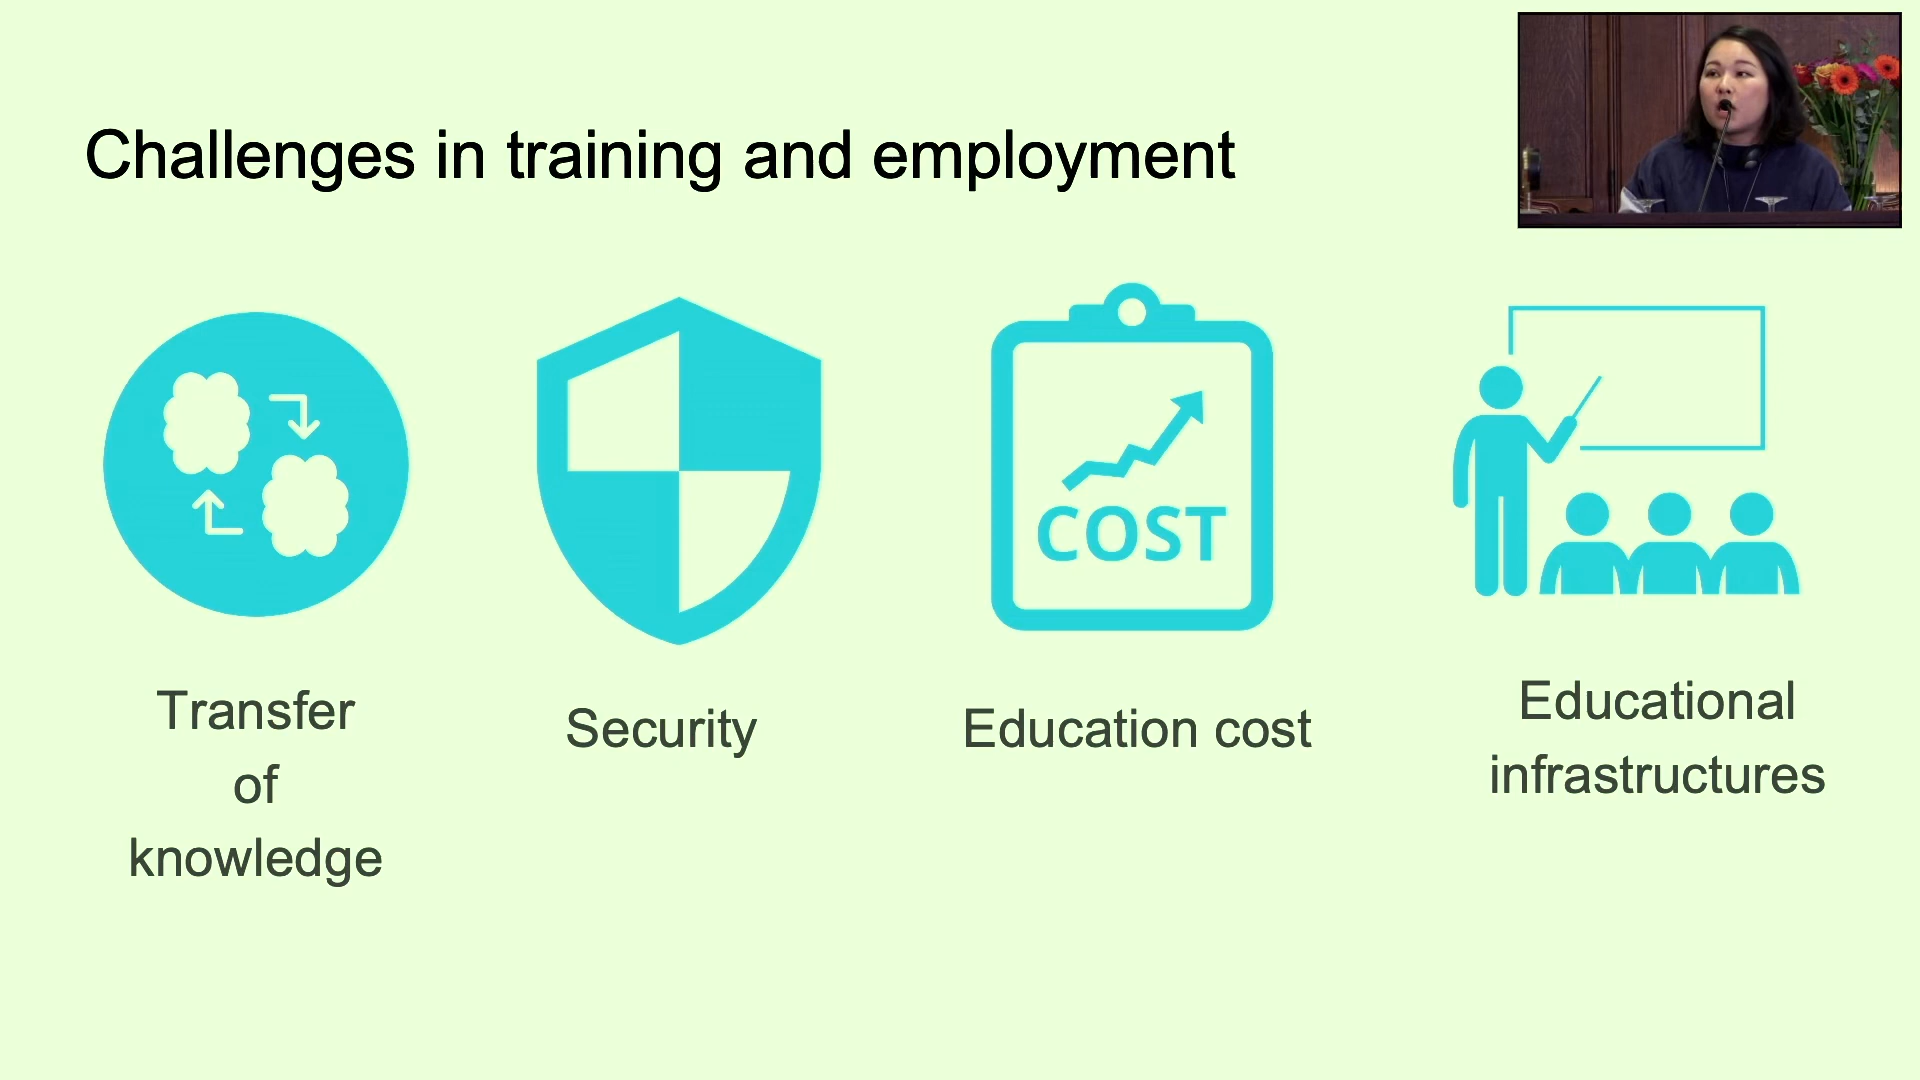 Challenges in training and employment
COST
Transfer
of
knowledge
Security
Education cost
Educational
infrastructures